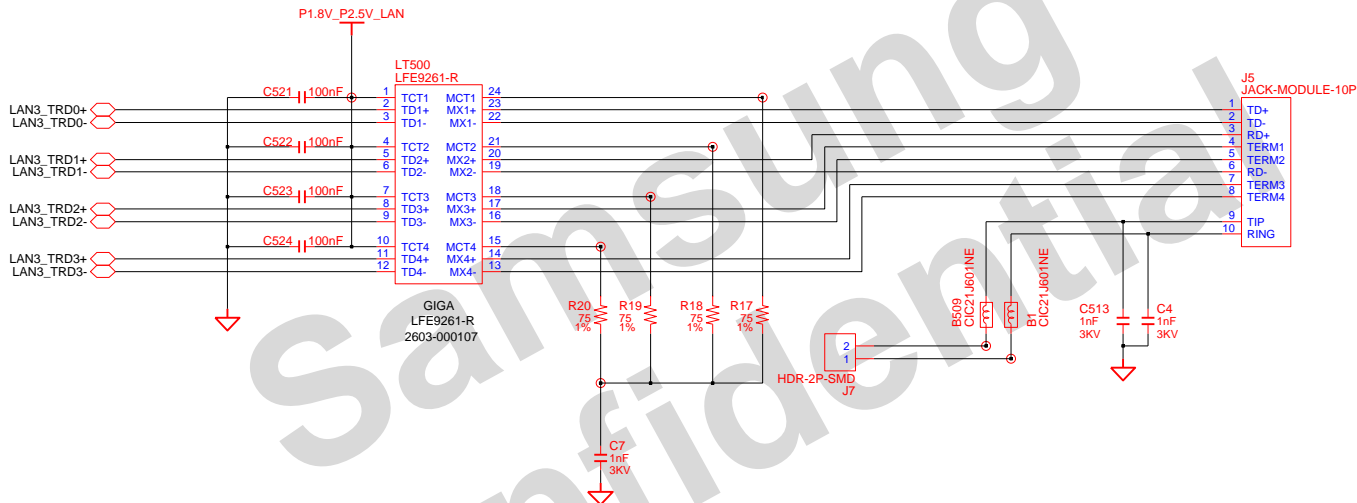 P1.8V_P2.5V_LAN
LT500
LFE9261-R
J5
JACK-MODULE-10P
C521 100nF
C522 100nF
C523 100nF
C524 100nF
LAN3_TRD0+
LAN3_TRD0-
LAN3_TRD1+
LAN3_TRD1-
LAN3_TRD2+
LAN3_TRD2-
LAN3_TRD3+
LAN3_TRD3-
1 TCT1 MCT1 24
2 TD1+ MX1+ 23
3 TD1- MX1- 22
4 TCT2 MCT2 21
5 TD2+ MX2+ 20
6 TD2- MX2- 19
7 TCT3 MCT3 18
8 TD3+ MX3+ 17
9 TD3- MX3- 16
10 TCT4 MCT4 15
11 TD4+ MX4+ 14
12 TD4- MX4- 13
GIGA
LFE9261-R
2603-000107
1 TD+
2 TD-
3 RD+
4 TERM1
5 TERM2
6 RD-
7 TERM3
8 TERM4
9 TIP
10 RING
R20
75
1%
R19
75
1%
R18
75
1%
R17
75
1%
C7
1nF
3KV
B509
CIC21J601NE
B1
CIC21J601NE
C513
1nF
3KV
C4
1nF
3KV
2
1
HDR-2P-SMD
J7
Samsung
nfidential